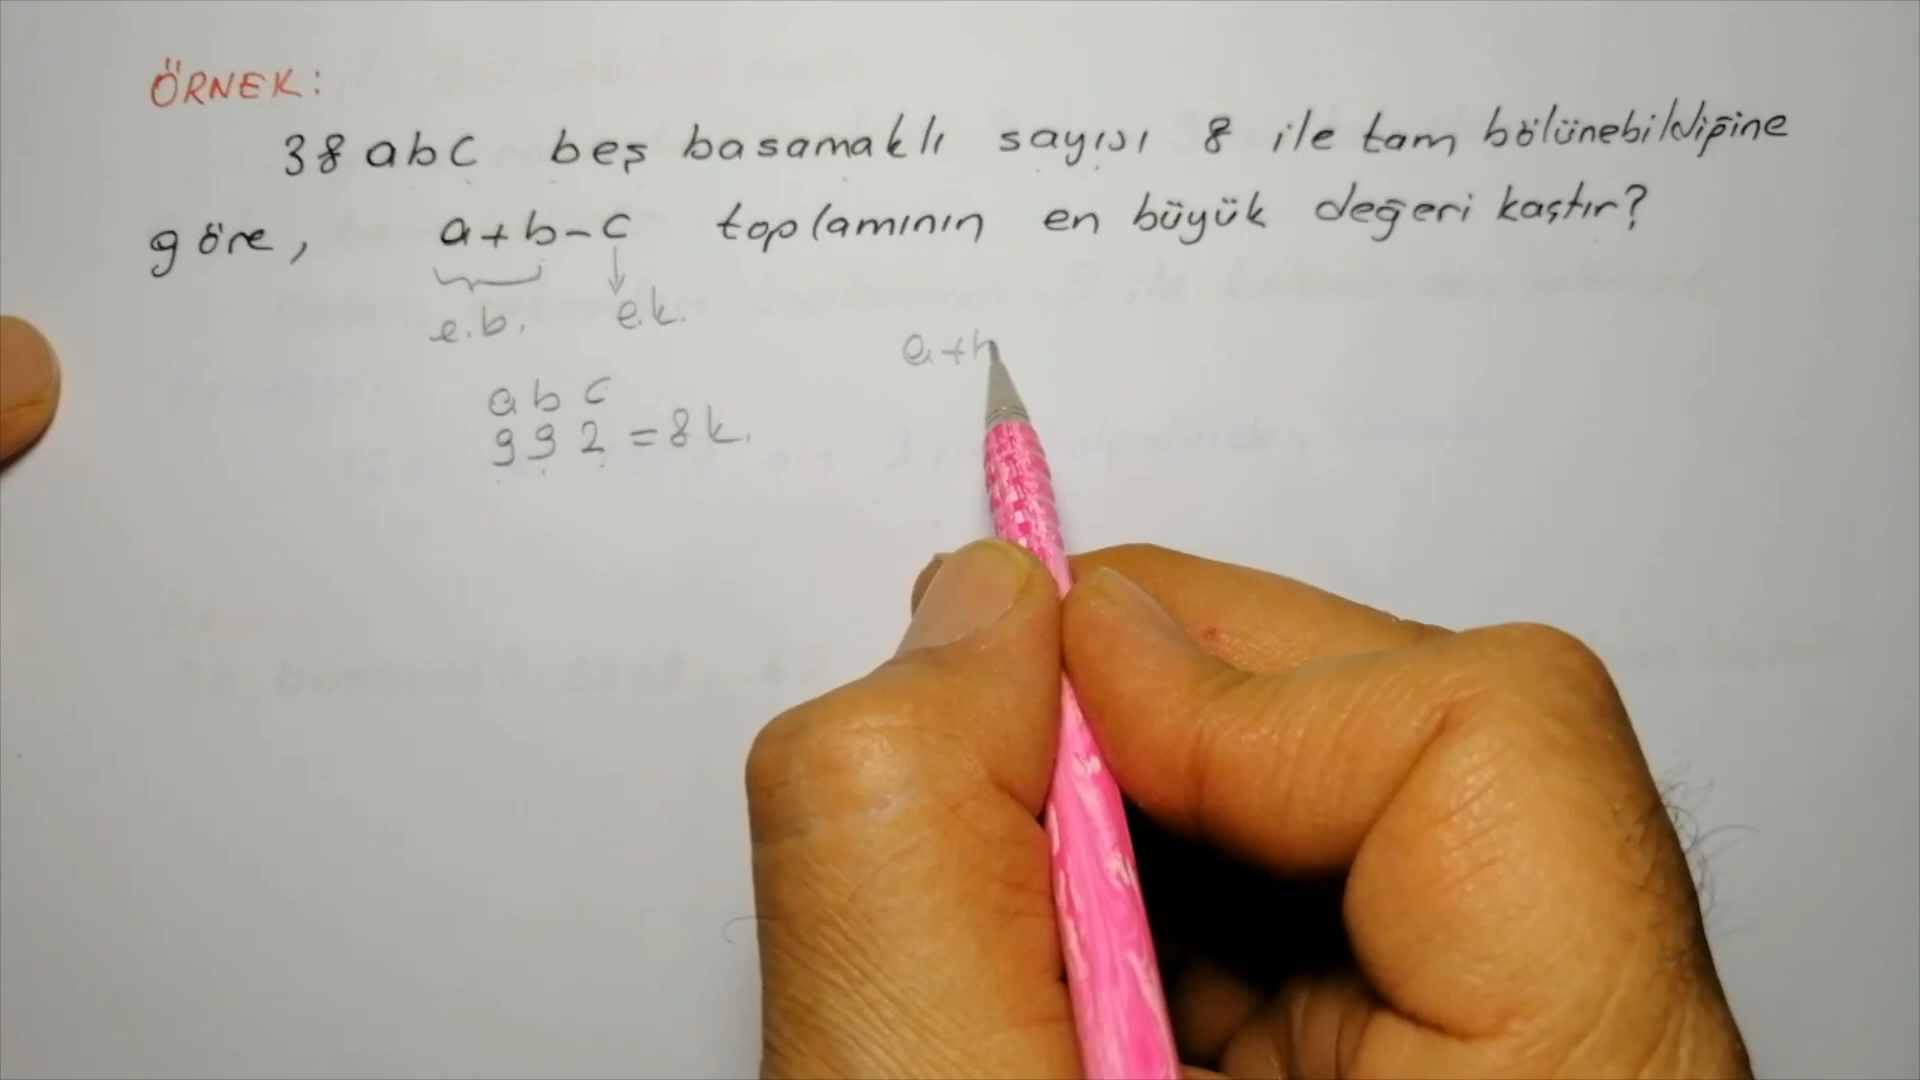 ÖRNEK:
38abc beş basamaklı sayısı 8 ile tam bölünebildiğine
göre, a+b-c toplamının en büyük değeri kaçtır?
e.b. e.k.
a+b
a b c
9 9 2 = 8k.